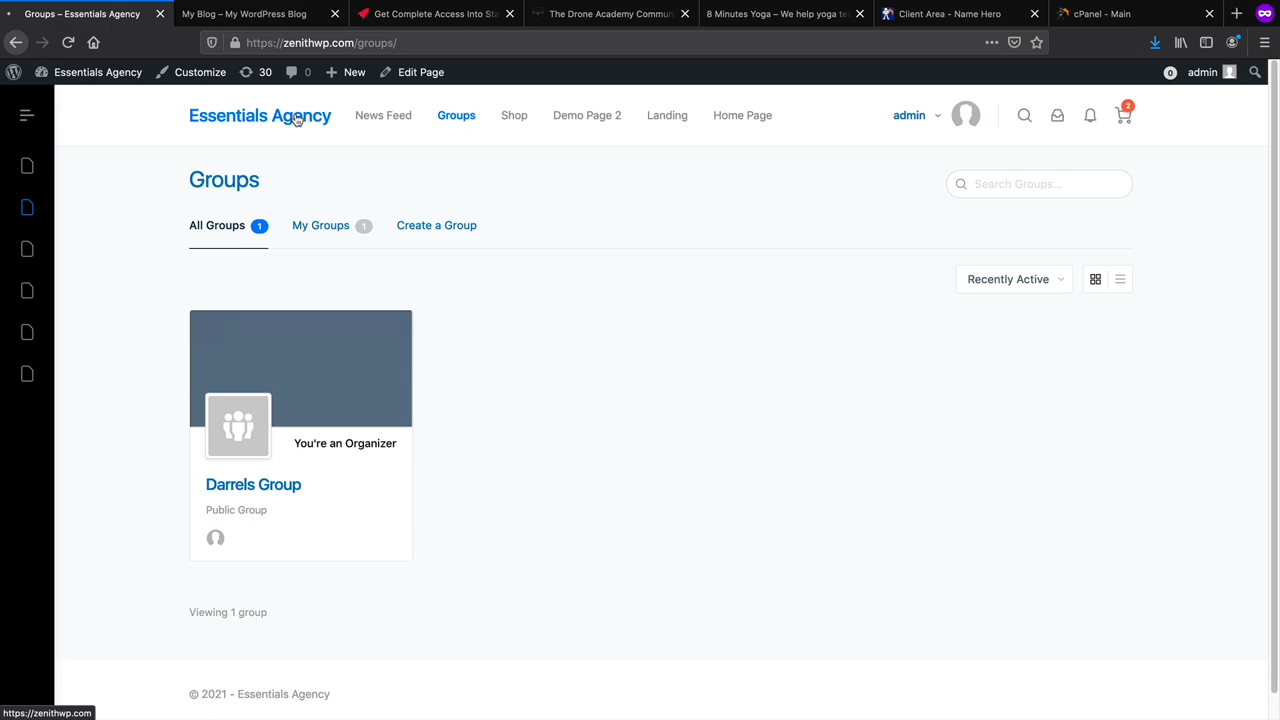 Groups – Essentials Agency
My Blog – My WordPress Blog
Get Complete Access Into Sta
TheDrone Academy Commun
8 Minutes Yoga – We help yoga te
Client Area - Name Hero
cPanel - Main
https://zenithwp.com/groups/
Essentials Agency
Customize
30
0
New
Edit Page
0
admin
Essentials Agency
News Feed
Groups
Shop
Demo Page 2
Landing
Home Page
admin
2
Groups
Search Groups...
All Groups 1
My Groups 1
Create a Group
Recently Active
You're an Organizer
Darrels Group
Public Group
Viewing 1 group
© 2021 - Essentials Agency
https://zenithwp.com